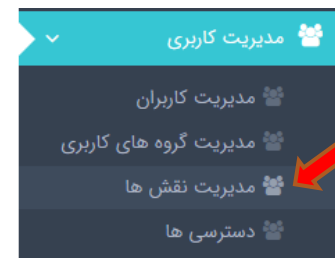 مدیریت کاربری
مدیریت کاربران
مدیریت گروه های کاربری
مدیریت نقش ها
دسترسی ها